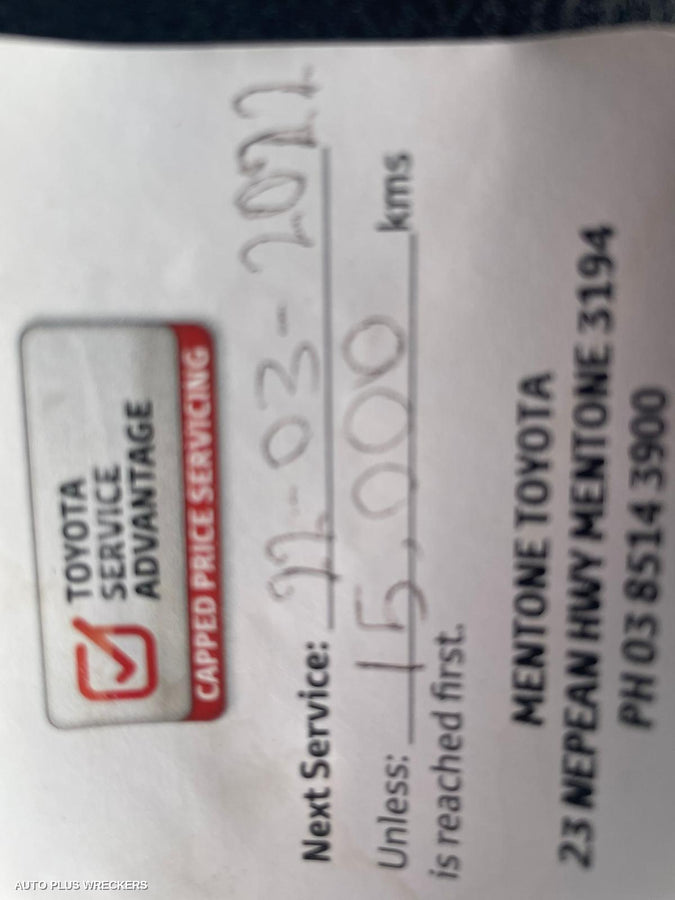 TOYOTA
SERVICE
ADVANTAGE
CAPPED PRICE SERVICING
Next Service: 22-03-2022
Unless: 15,000 kms
is reached first.
MENTONE TOYOTA
23 NEPEAN HWY MENTONE 3194
PH 03 8514 3900
AUTO PLUS WRECKERS